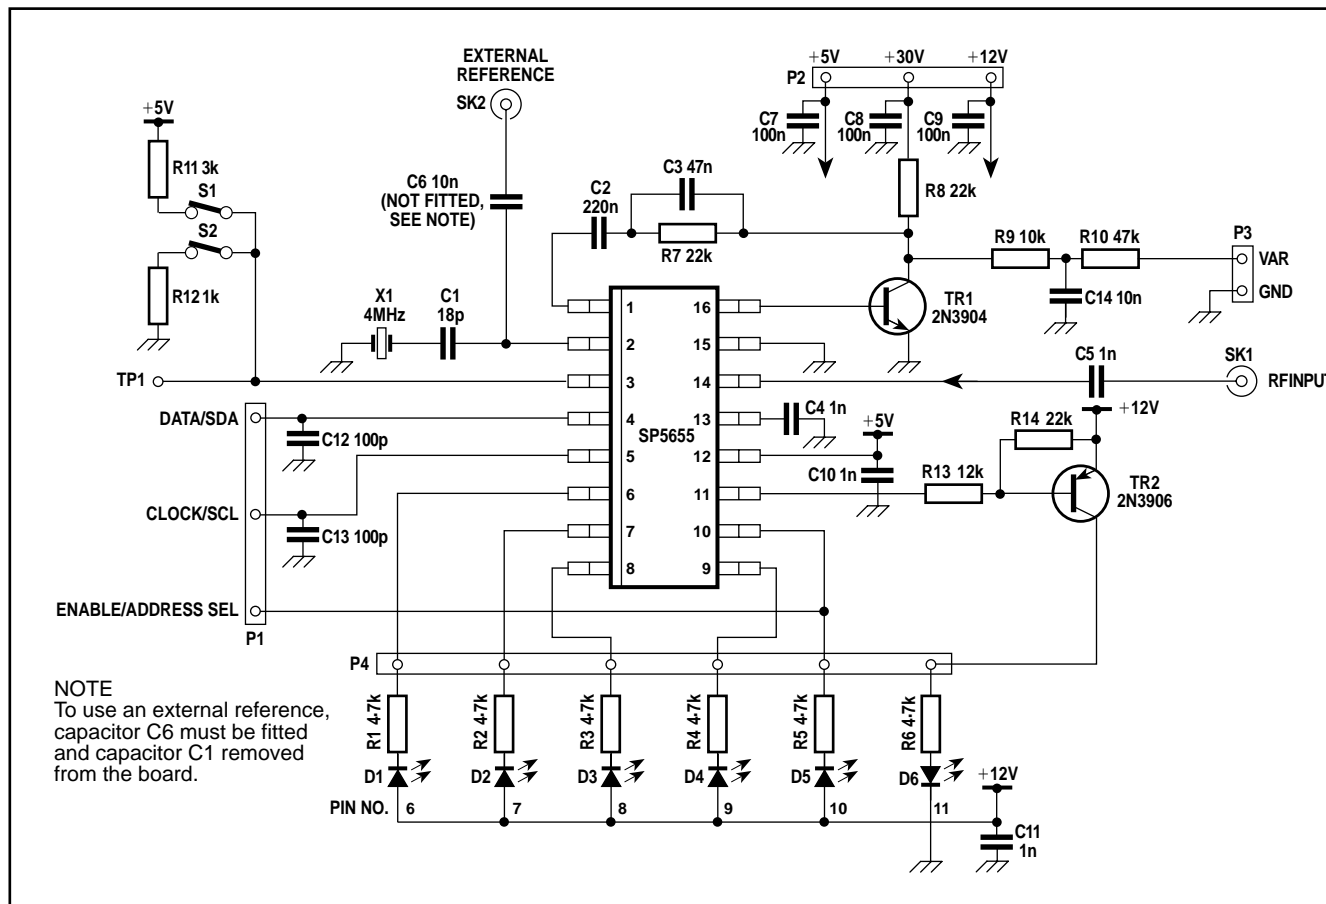 EXTERNAL
REFERENCE
SK2
+5V
+30V
+12V
P2
C7
100n
C8
100n
C9
100n
+5V
R11 3k
S1
S2
R12 1k
C6 10n
(NOT FITTED,
SEE NOTE)
C3 47n
C2
220n
R7 22k
R8 22k
R9 10k
R10 47k
P3
VAR
GND
C14 10n
TR1
2N3904
X1
4MHz
C1
18p
1
2
3
4
5
6
7
8
16
15
14
13
12
11
10
9
SP5655
TP1
C5 1n
SK1
RFINPUT
+12V
DATA/SDA
C12 100p
C4 1n
+5V
R14 22k
C10 1n
R13 12k
TR2
2N3906
CLOCK/SCL
C13 100p
ENABLE/ADDRESS SEL
P1
P4
NOTE
To use an external reference,
capacitor C6 must be fitted
and capacitor C1 removed
from the board.
R1 4·7k
R2 4·7k
R3 4·7k
R4 4·7k
R5 4·7k
R6 4·7k
D1
D2
D3
D4
D5
D6
+12V
PIN NO.
6
7
8
9
10
11
C11
1n